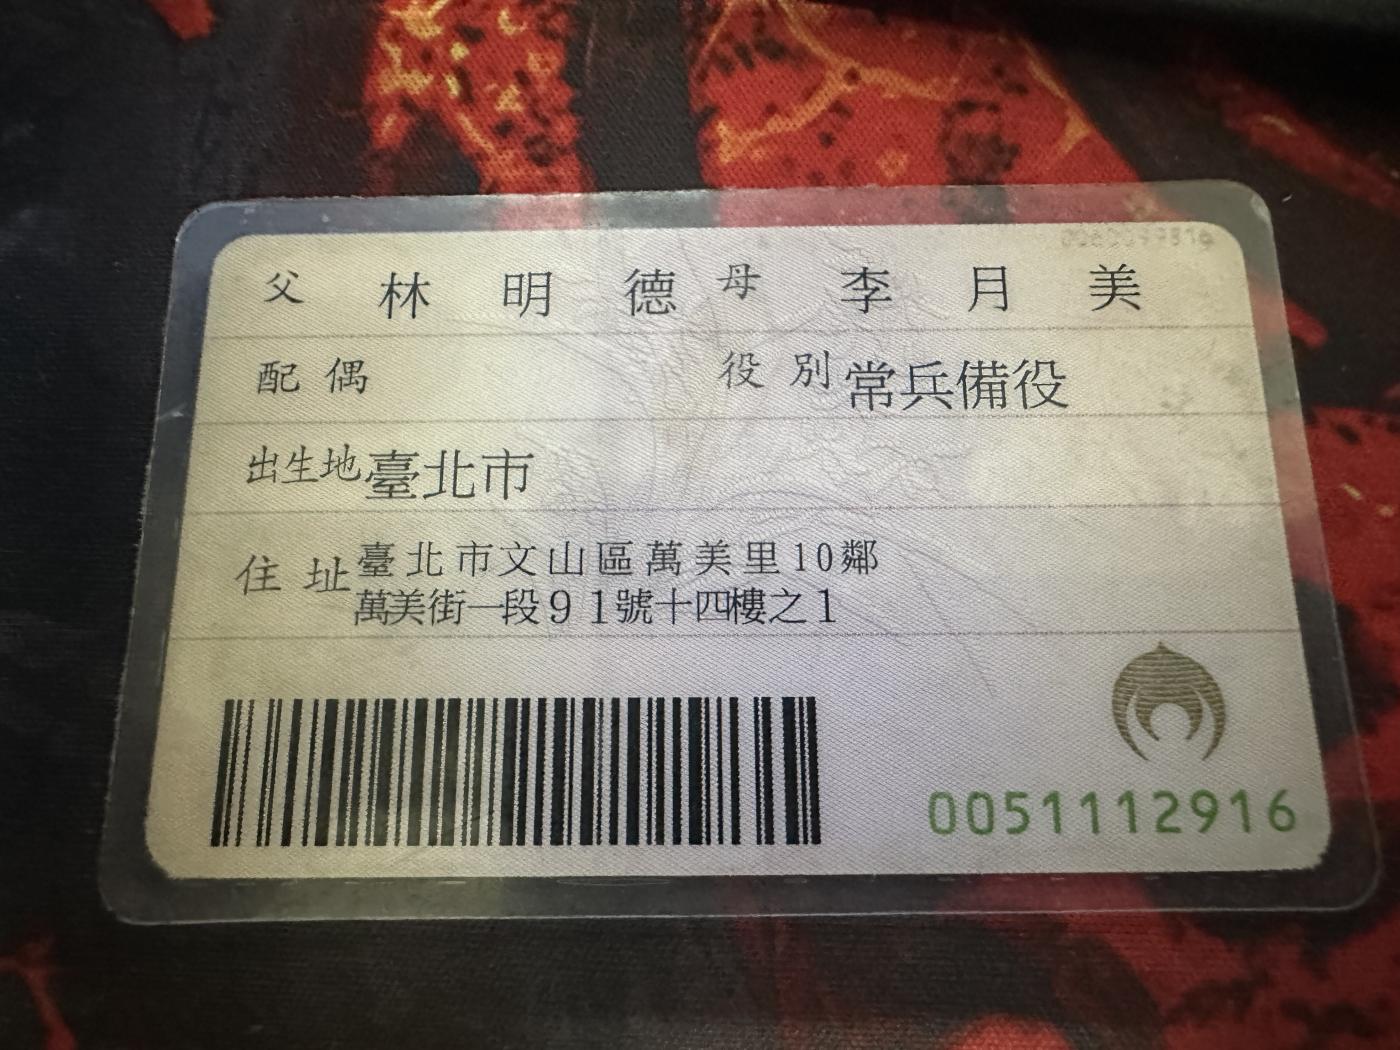 父 林明德 母 李月美
配偶 役別 常兵備役
出生地 臺北市
住址 臺北市文山區萬美里10鄰
萬美街一段91號十四樓之1
0051112916